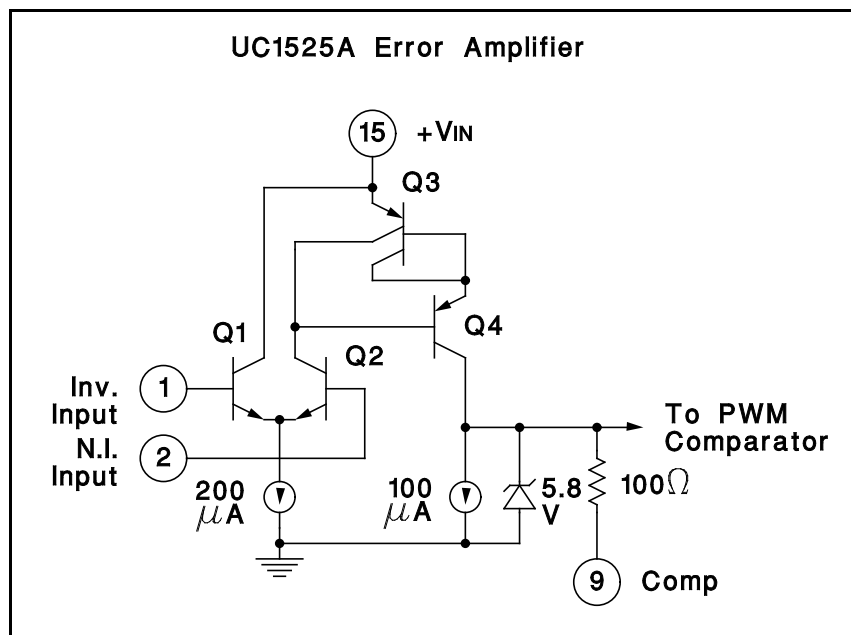 UC1525A Error Amplifier
15
+VIN
Q3
Q1
Q2
Q4
Inv.
Input
1
N.I.
Input
2
To PWM
Comparator
200
μA
100
μA
5.8
V
100Ω
9
Comp